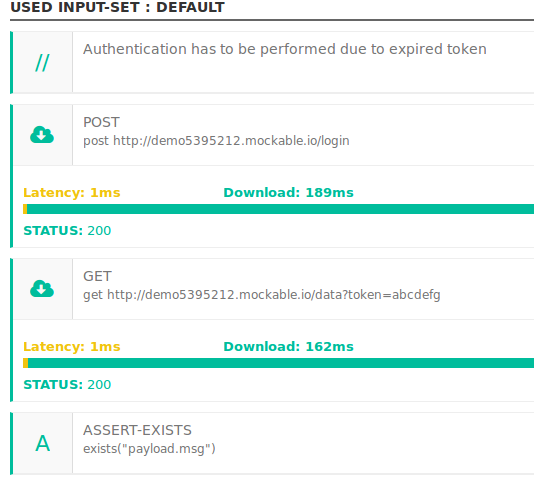 USED INPUT-SET : DEFAULT
// Authentication has to be performed due to expired token
POST
post http://demo5395212.mockable.io/login
Latency: 1ms Download: 189ms
STATUS: 200
GET
get http://demo5395212.mockable.io/data?token=abcdefg
Latency: 1ms Download: 162ms
STATUS: 200
A ASSERT-EXISTS
exists("payload.msg")